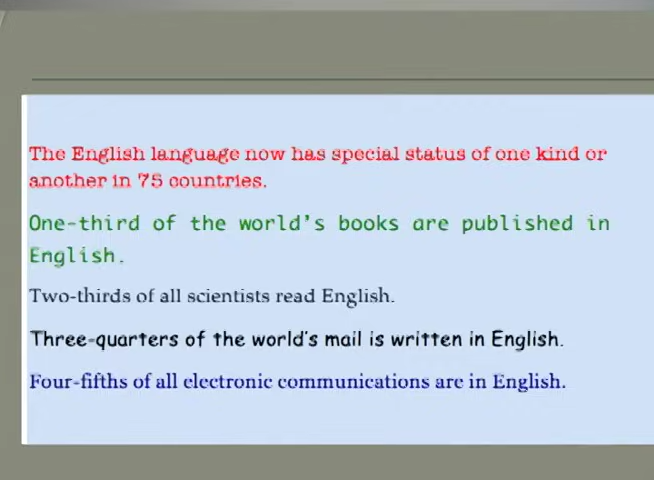 The English language now has special status of one kind or
another in 75 countries.
One-third of the world's books are published in
English.
Two-thirds of all scientists read English.
Three-quarters of the world's mail is written in English.
Four-fifths of all electronic communications are in English.